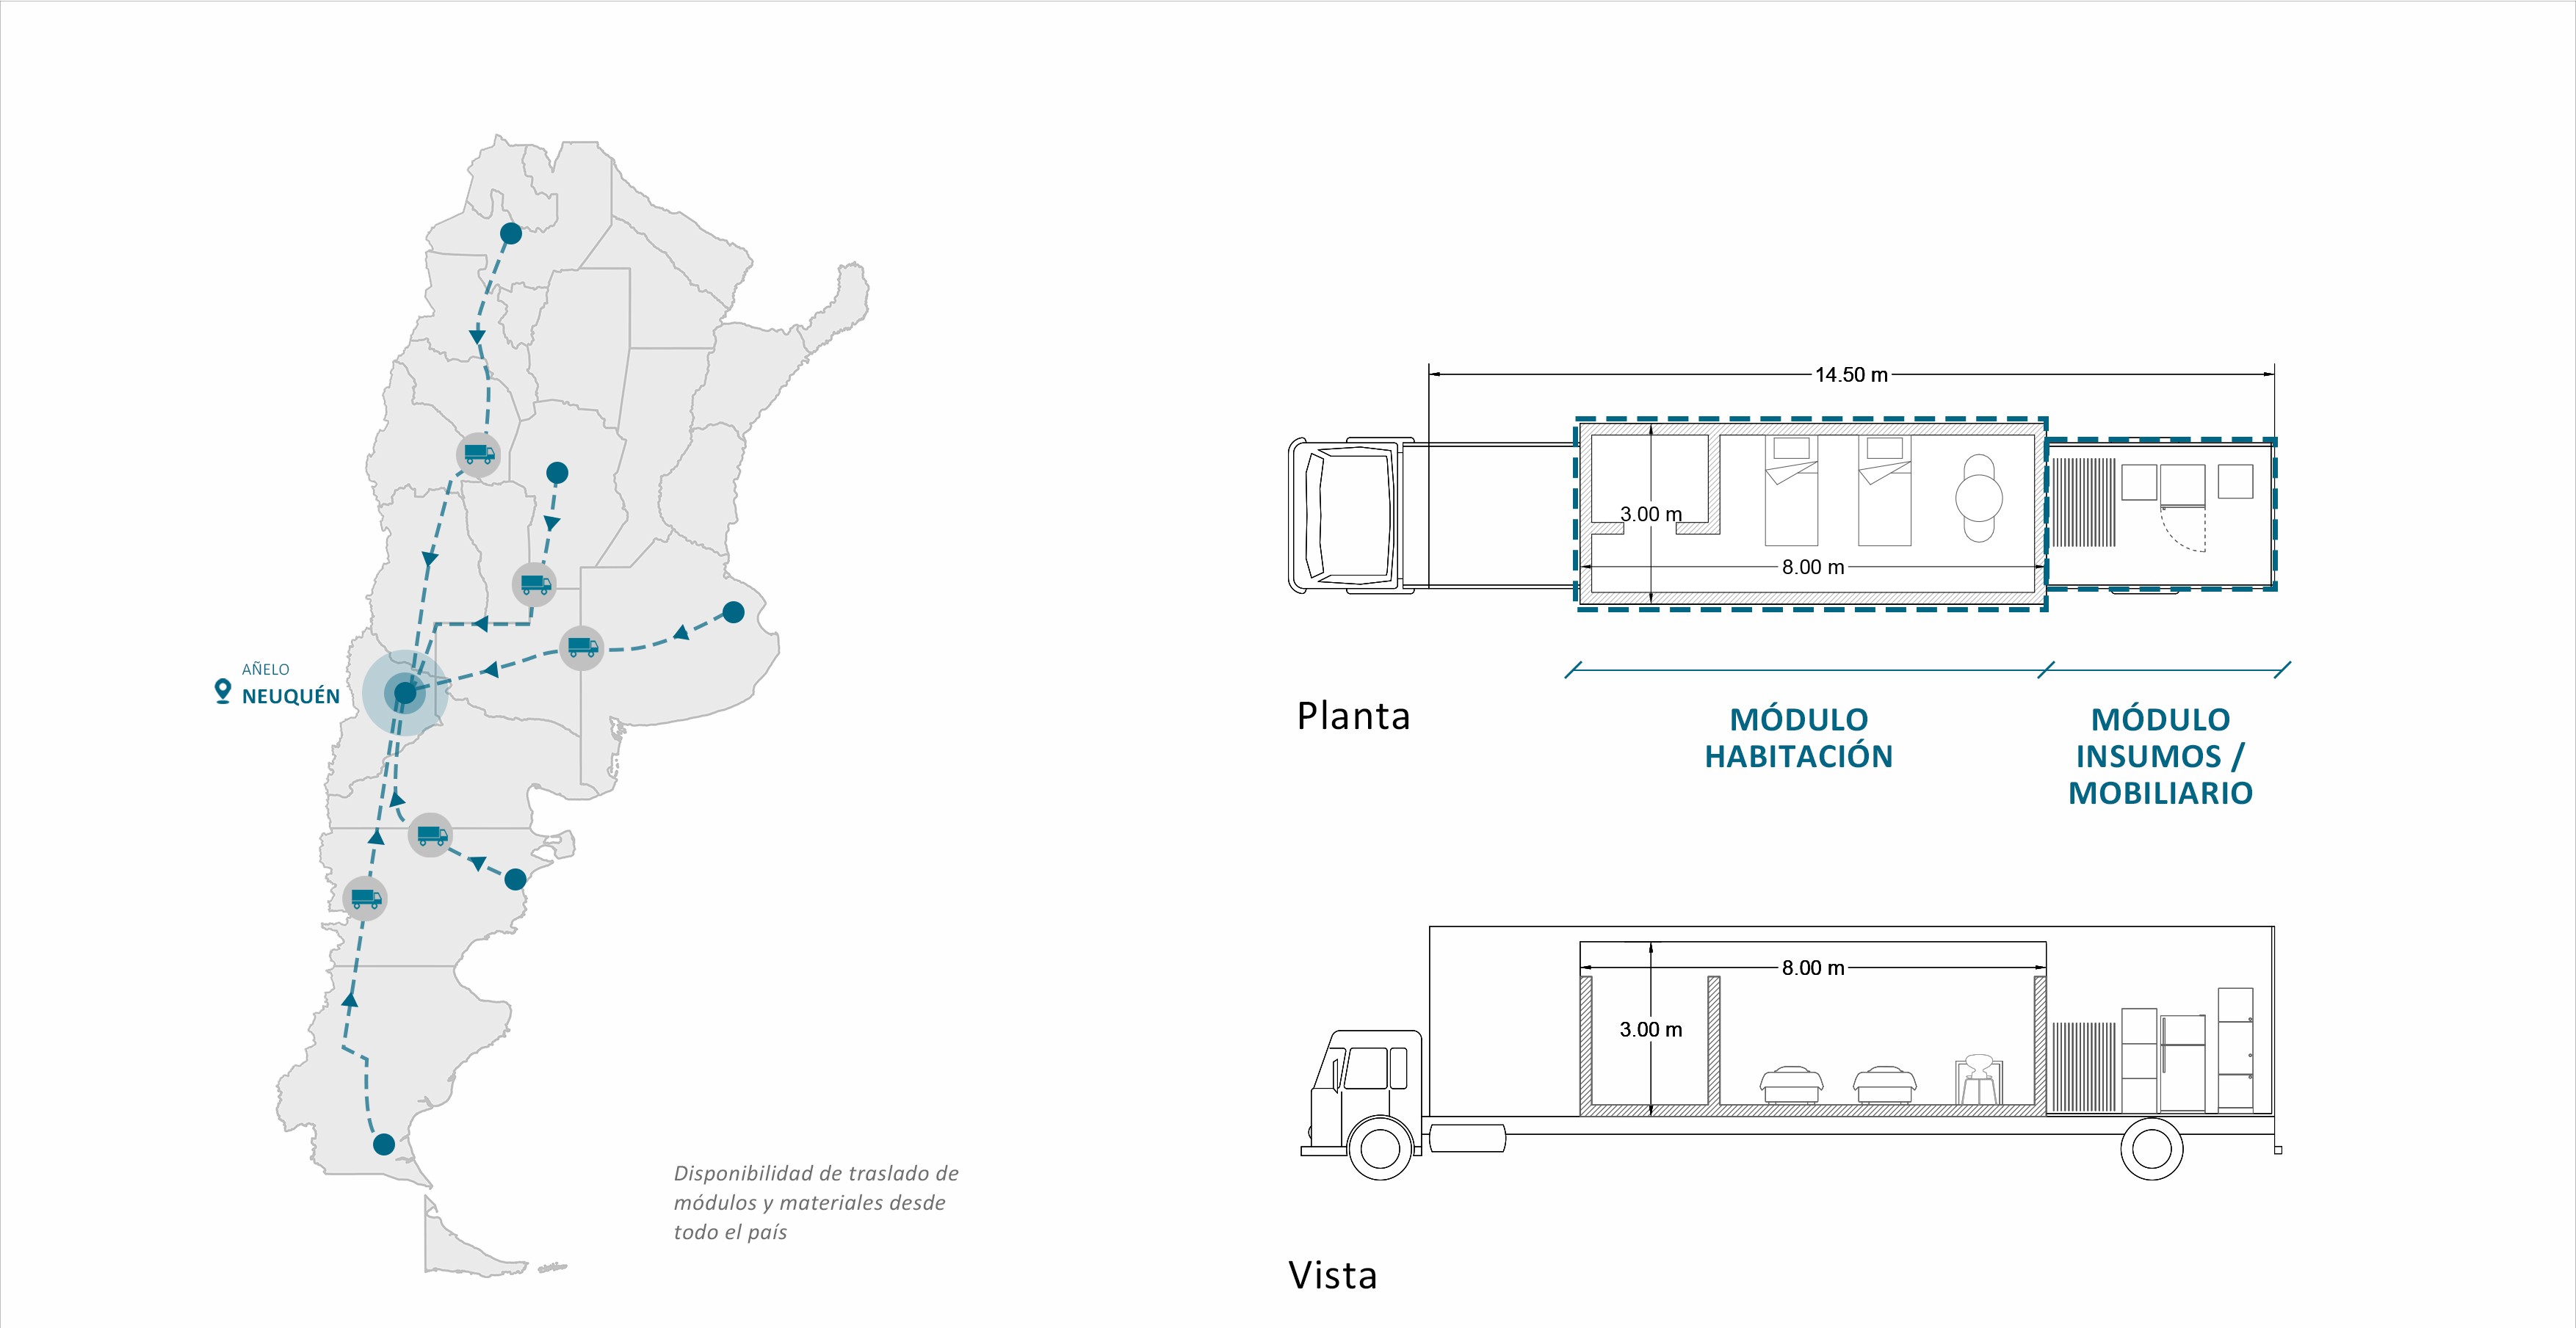 AÑELO
NEUQUÉN
Disponibilidad de traslado de
módulos y materiales desde
todo el país
14.50 m
3.00 m
8.00 m
Planta
MÓDULO
HABITACIÓN
MÓDULO
INSUMOS /
MOBILIARIO
8.00 m
3.00 m
Vista